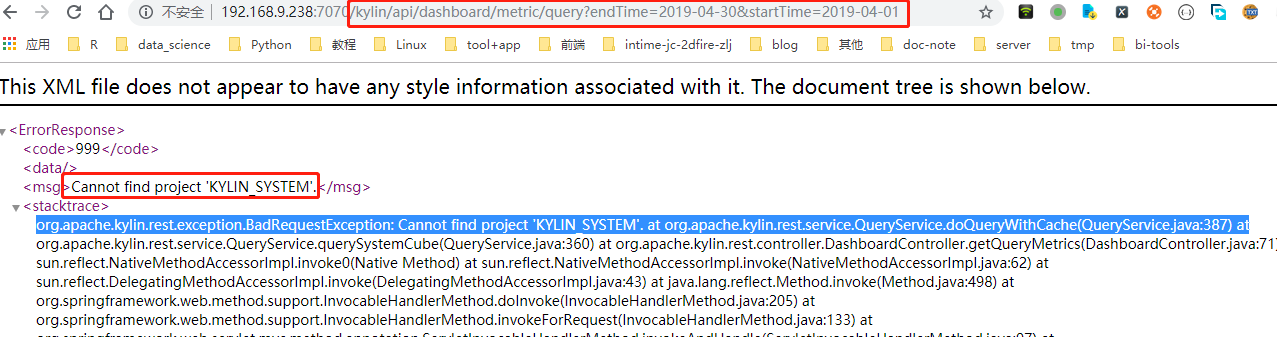 不安全 | 192.168.9.238:7070/kylin/api/dashboard/metric/query?endTime=2019-04-30&startTime=2019-04-01
应用 R data_science Python 教程 Linux tool+app 前端 intime-jc-2dfire-zlj blog 其他 doc-note server tmp bi-tools
This XML file does not appear to have any style information associated with it. The document tree is shown below.
<ErrorResponse>
<code>999</code>
<data/>
<msg>Cannot find project 'KYLIN_SYSTEM'.</msg>
<stacktrace>
org.apache.kylin.rest.exception.BadRequestException: Cannot find project 'KYLIN_SYSTEM'. at org.apache.kylin.rest.service.QueryService.doQueryWithCache(QueryService.java:387) at
org.apache.kylin.rest.service.QueryService.querySystemCube(QueryService.java:360) at org.apache.kylin.rest.controller.DashboardController.getQueryMetrics(DashboardController.java:71)
sun.reflect.NativeMethodAccessorImpl.invoke0(Native Method) at sun.reflect.NativeMethodAccessorImpl.invoke(NativeMethodAccessorImpl.java:62) at
sun.reflect.DelegatingMethodAccessorImpl.invoke(DelegatingMethodAccessorImpl.java:43) at java.lang.reflect.Method.invoke(Method.java:498) at
org.springframework.web.method.support.InvocableHandlerMethod.doInvoke(InvocableHandlerMethod.java:205) at
org.springframework.web.method.support.InvocableHandlerMethod.invokeForRequest(InvocableHandlerMethod.java:133) at